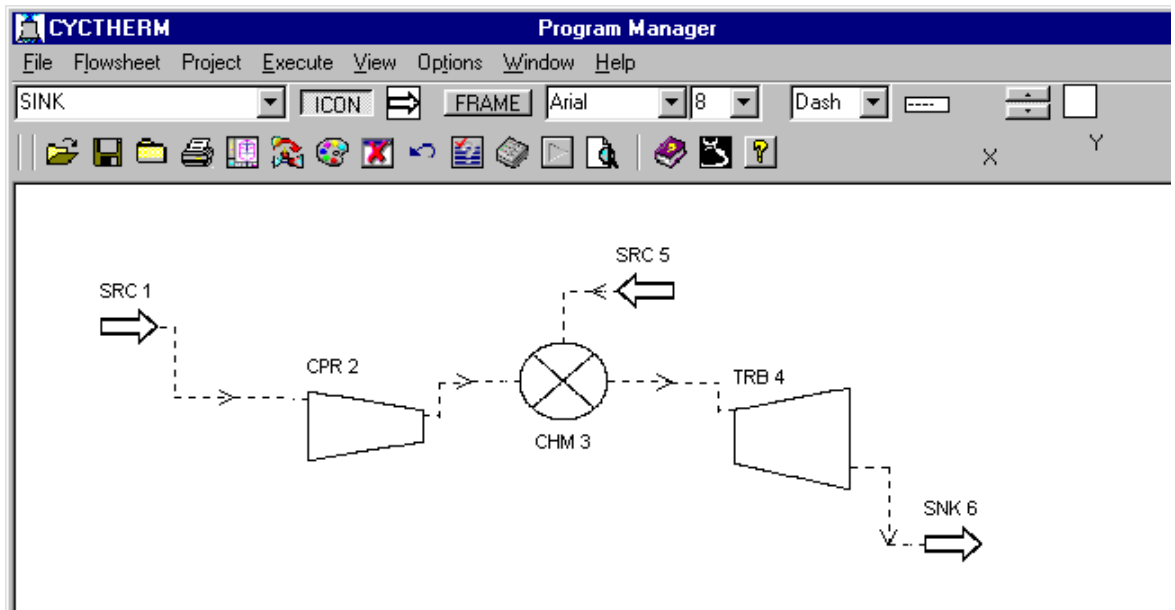 CYCTHERM Program Manager
File Flowsheet Project Execute View Options Window Help
SINK ICON FRAME Arial 8 Dash
X Y
SRC 5
SRC 1
CPR 2
TRB 4
CHM 3
SNK 6